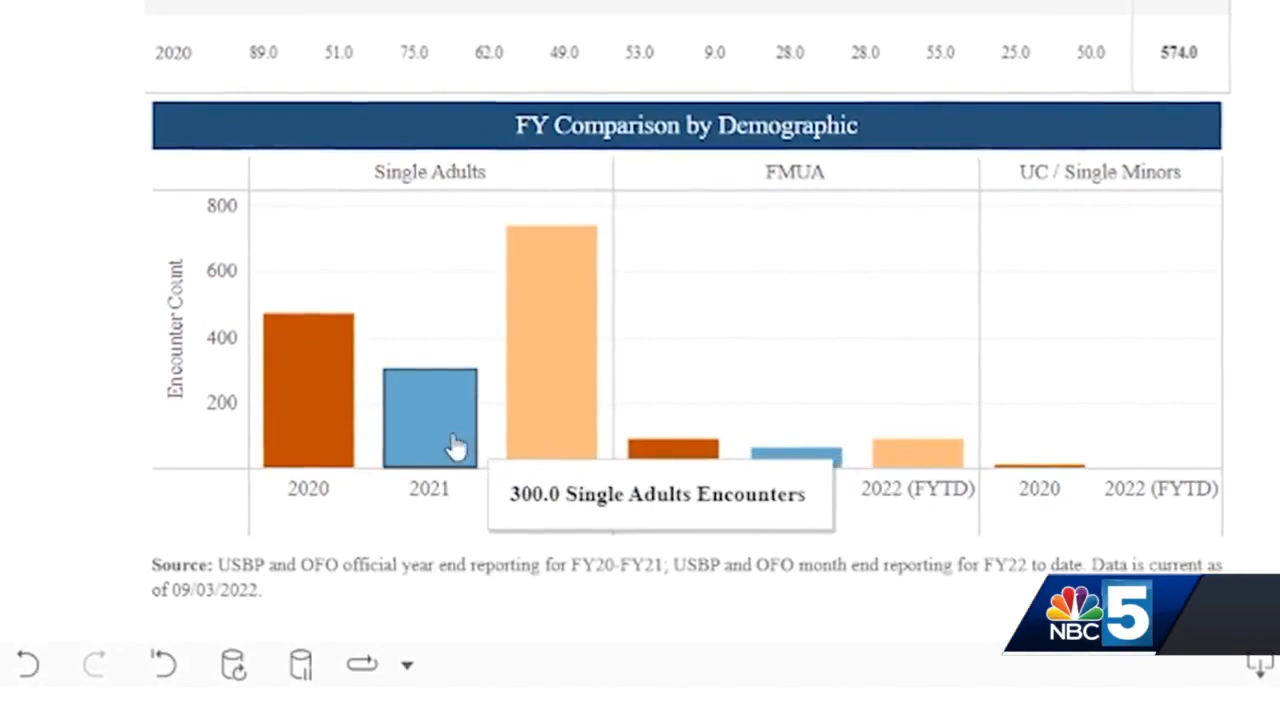 2020 89.0 51.0 75.0 62.0 49.0 53.0 9.0 28.0 28.0 55.0 25.0 50.0 574.0
FY Comparison by Demographic
Single Adults FMUA UC / Single Minors
Encounter Count
800
600
400
200
2020 2021 2022 (FYTD) 2020 2022 (FYTD)
300.0 Single Adults Encounters
Source: USBP and OFO official year end reporting for FY20-FY21; USBP and OFO month end reporting for FY22 to date. Data is current as
of 09/03/2022.
NBC 5